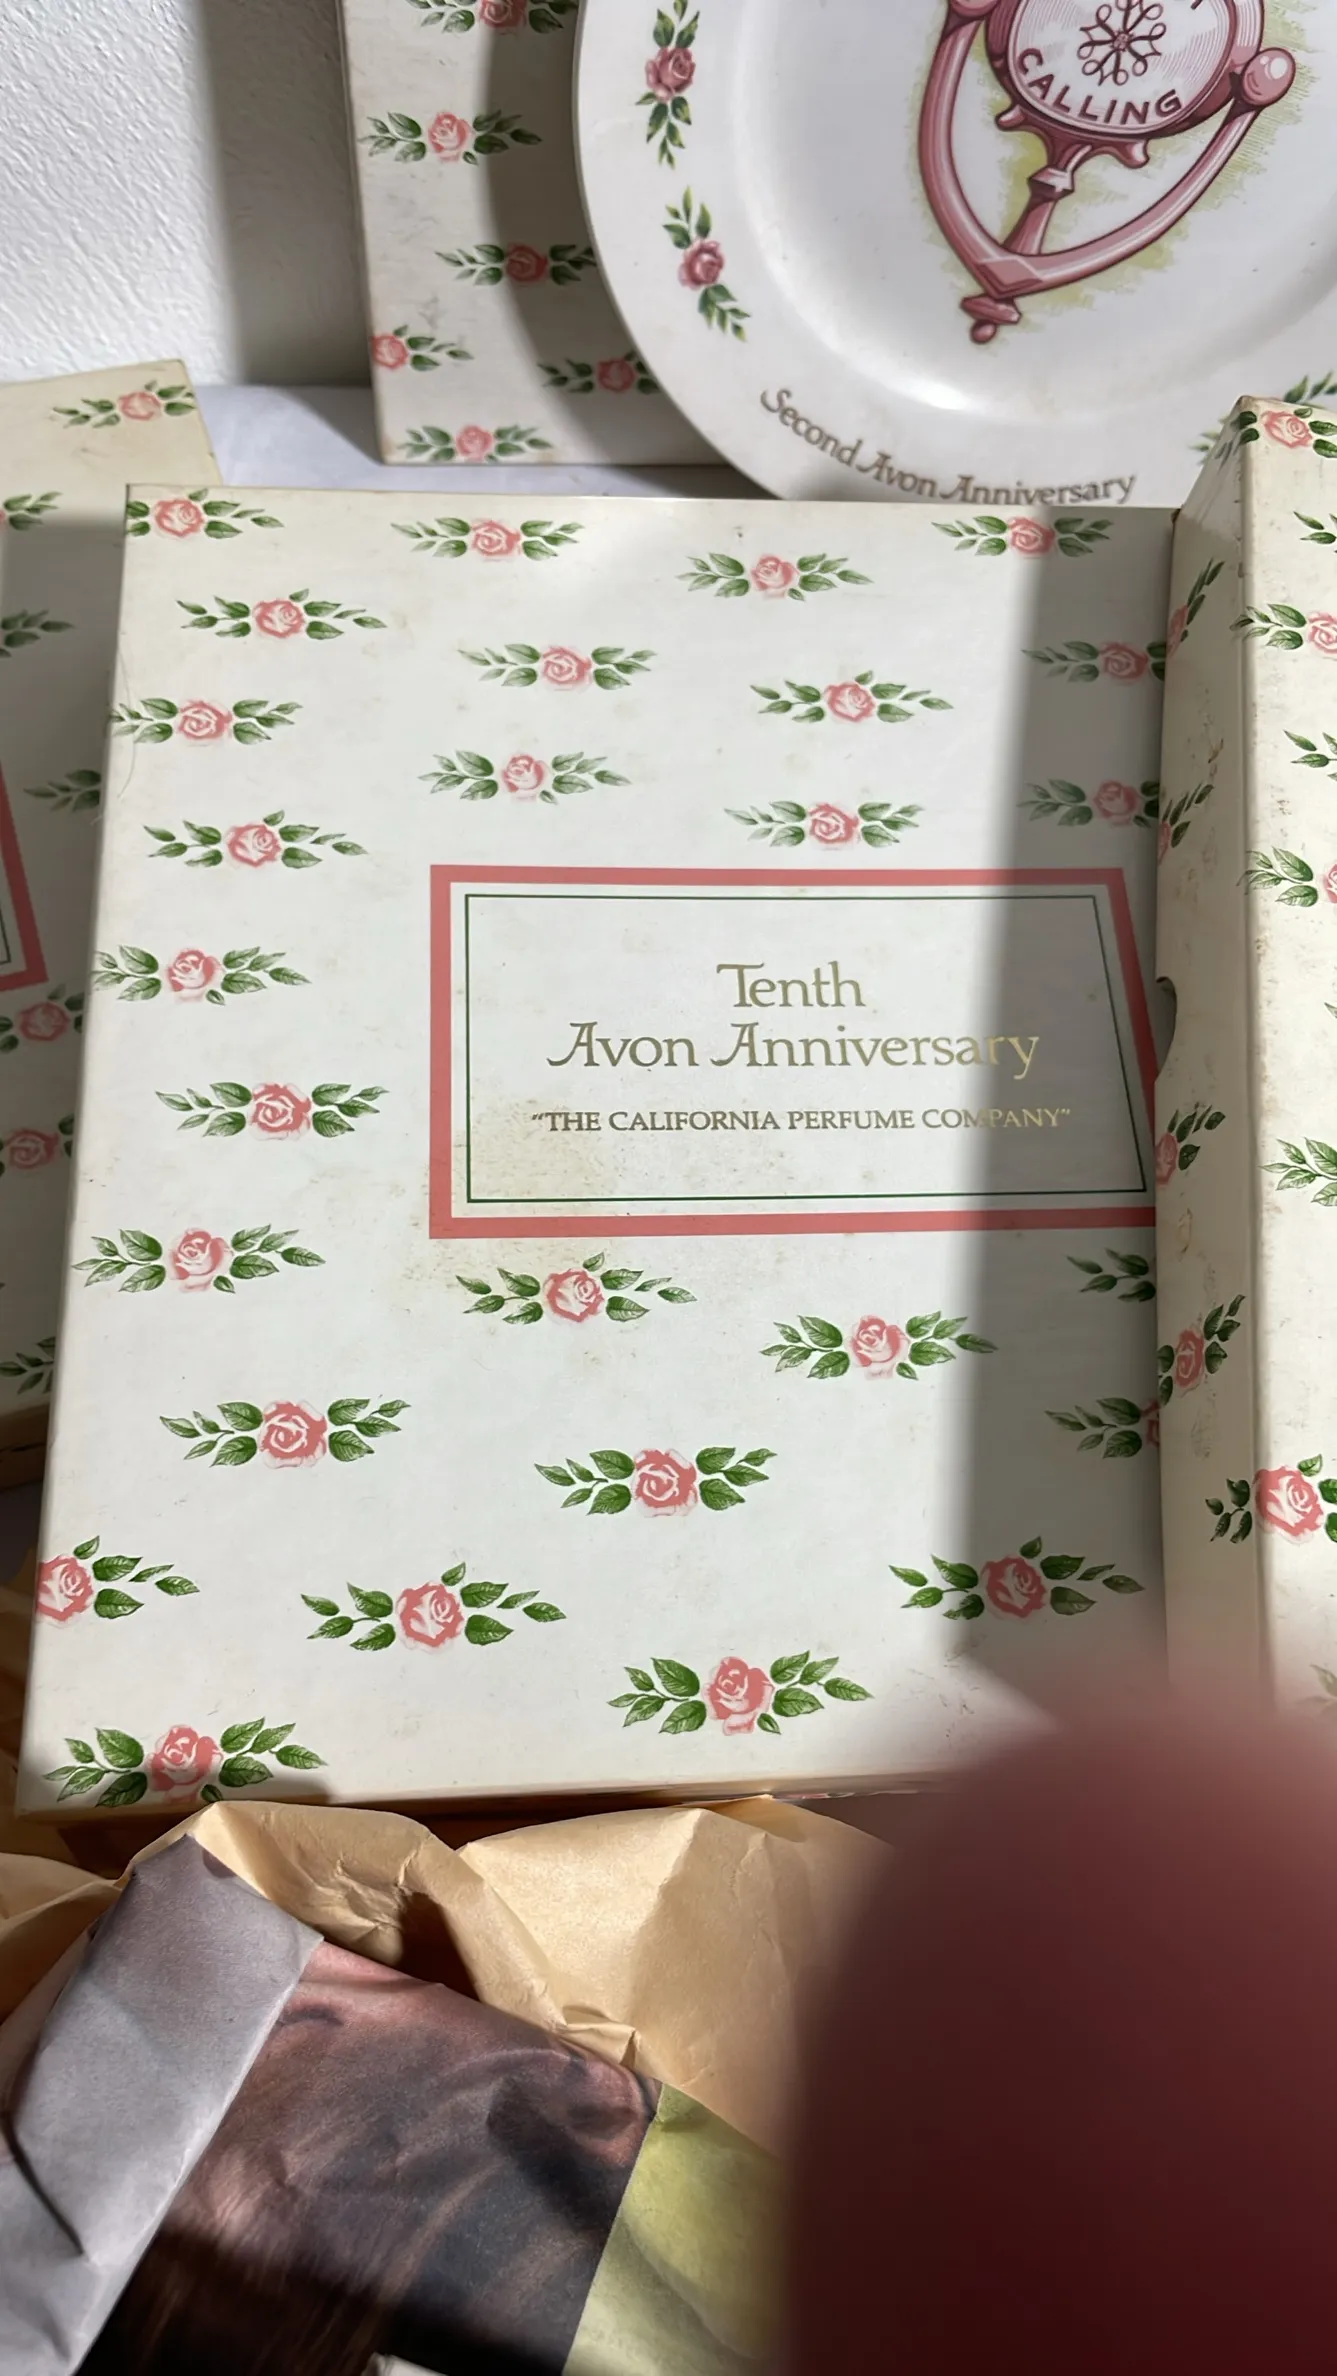 CALLING
Second Avon Anniversary
Tenth
Avon Anniversary
"THE CALIFORNIA PERFUME COMPANY"